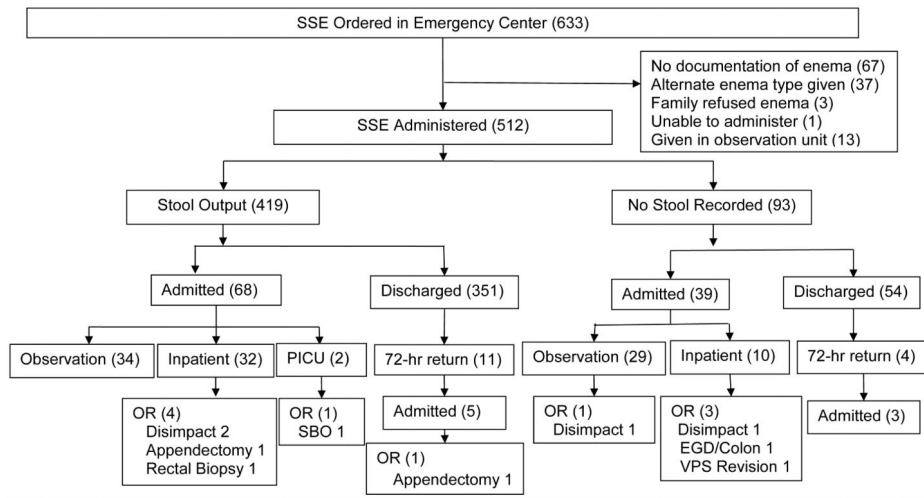 SSE Ordered in Emergency Center (633)
No documentation of enema (67)
Alternate enema type given (37)
Family refused enema (3)
Unable to administer (1)
Given in observation unit (13)
SSE Administered (512)
Stool Output (419)
No Stool Recorded (93)
Admitted (68)
Discharged (351)
Admitted (39)
Discharged (54)
Observation (34)
Inpatient (32)
PICU (2)
72-hr return (11)
Observation (29)
Inpatient (10)
72-hr return (4)
OR (4)
Disimpact 2
Appendectomy 1
Rectal Biopsy 1
OR (1)
SBO 1
Admitted (5)
OR (1)
Appendectomy 1
OR (1)
Disimpact 1
OR (3)
Disimpact 1
EGD/Colon 1
VPS Revision 1
Admitted (3)